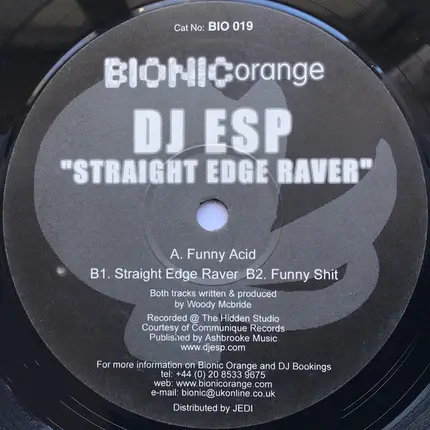 Cat No: BIO 019
BIONICorange
DJ ESP
"STRAIGHT EDGE RAVER"
A. Funny Acid
B1. Straight Edge Raver B2. Funny Shit
Both tracks written & produced
by Woody Mcbride
Recorded @ The Hidden Studio
Courtesy of Communique Records
Published by Ashbrooke Music
www.djesp.com
For more information on Bionic Orange and DJ Bookings
tel: +44 (0) 20 8533 9875
web: www.bionicorange.com
e-mail: bionic@ukonline.co.uk
Distributed by JEDI